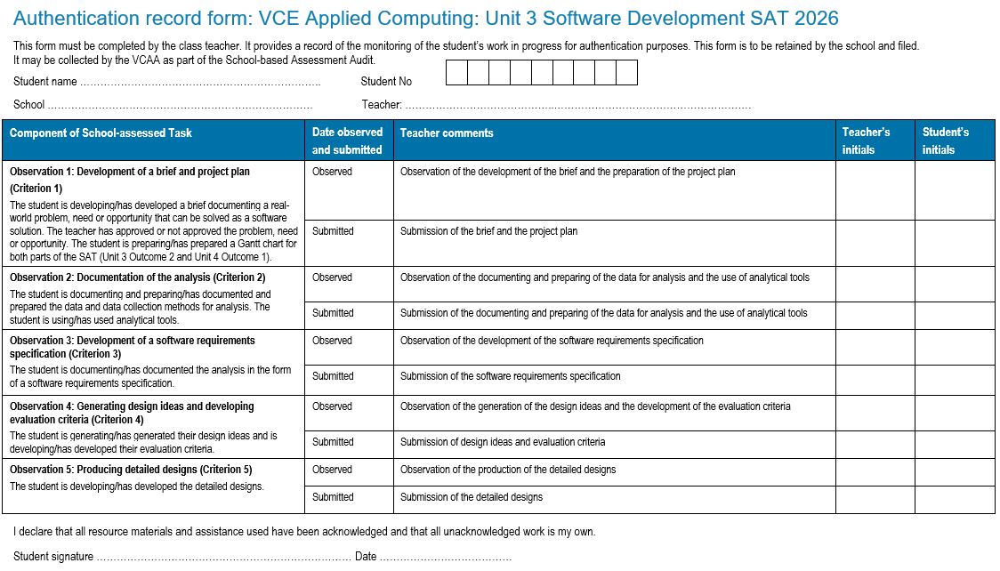 Authentication record form: VCE Applied Computing: Unit 3 Software Development SAT 2026
This form must be completed by the class teacher. It provides a record of the monitoring of the student's work in progress for authentication purposes. This form is to be retained by the school and filed.
It may be collected by the VCAA as part of the School-based Assessment Audit.
Student name …………………………………………………………….. Student No
School …………………………………………………………………… Teacher: …………………………………………………………………………………………
Component of School-assessed Task
Date observed
and submitted
Teacher comments
Teacher's
initials
Student's
initials
Observation 1: Development of a brief and project plan
(Criterion 1)
The student is developing/has developed a brief documenting a real-
world problem, need or opportunity that can be solved as a software
solution. The teacher has approved or not approved the problem, need
or opportunity. The student is preparing/has prepared a Gantt chart for
both parts of the SAT (Unit 3 Outcome 2 and Unit 4 Outcome 1).
Observed
Observation of the development of the brief and the preparation of the project plan
Submitted
Submission of the brief and the project plan
Observation 2: Documentation of the analysis (Criterion 2)
The student is documenting and preparing/has documented and
prepared the data and data collection methods for analysis. The
student is using/has used analytical tools.
Observed
Observation of the documenting and preparing of the data for analysis and the use of analytical tools
Submitted
Submission of the documenting and preparing of the data for analysis and the use of analytical tools
Observation 3: Development of a software requirements
specification (Criterion 3)
The student is documenting/has documented the analysis in the form
of a software requirements specification.
Observed
Observation of the development of the software requirements specification
Submitted
Submission of the software requirements specification
Observation 4: Generating design ideas and developing
evaluation criteria (Criterion 4)
The student is generating/has generated their design ideas and is
developing/has developed their evaluation criteria.
Observed
Observation of the generation of the design ideas and the development of the evaluation criteria
Submitted
Submission of design ideas and evaluation criteria
Observation 5: Producing detailed designs (Criterion 5)
The student is developing/has developed the detailed designs.
Observed
Observation of the production of the detailed designs
Submitted
Submission of the detailed designs
I declare that all resource materials and assistance used have been acknowledged and that all unacknowledged work is my own.
Student signature ………………………………………………………………… Date …………………………………